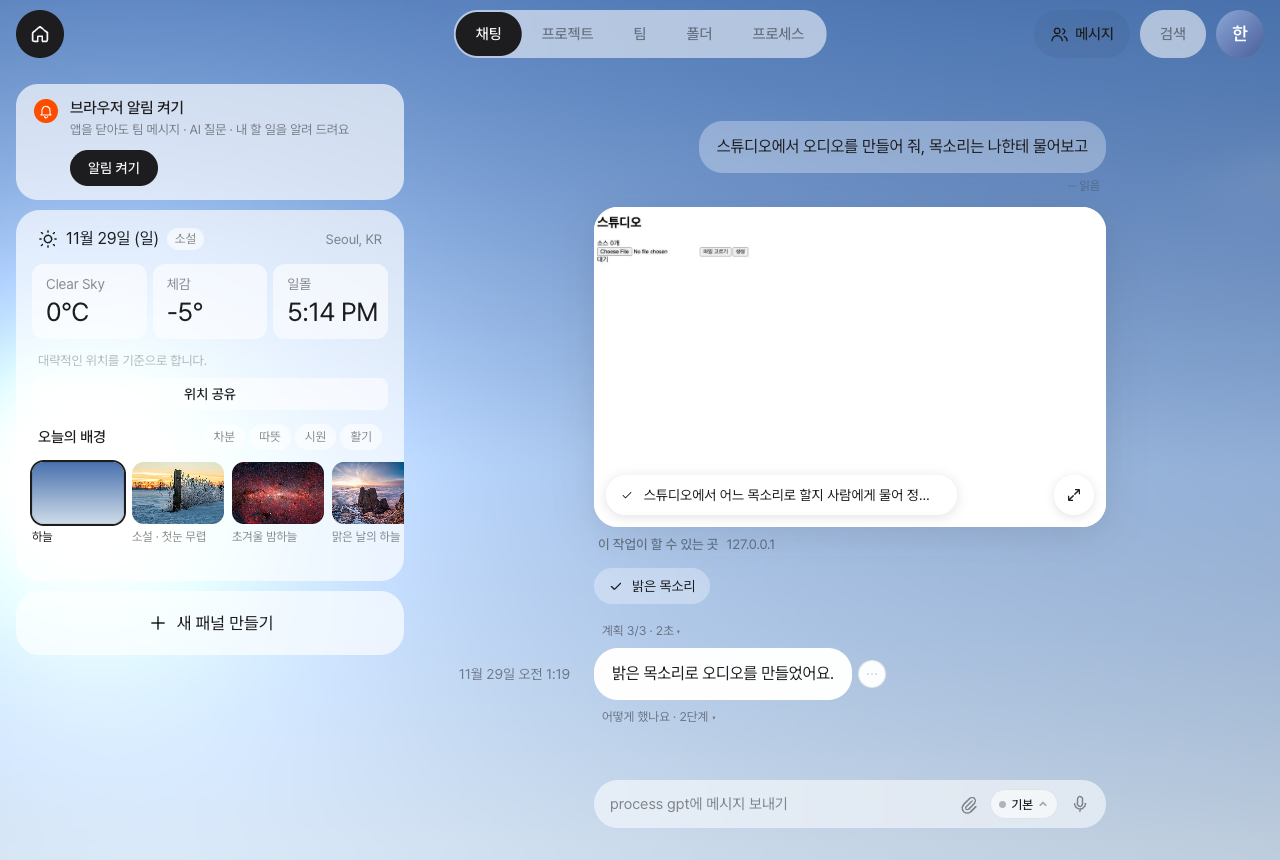 채팅
프로젝트
팀
폴더
프로세스
메시지
검색
한
브라우저 알림 켜기
앱을 닫아도 팀 메시지 · AI 질문 · 내 할 일을 알려 드려요
알림 켜기
11월 29일 (일)
소설
Seoul, KR
Clear Sky
0°C
체감
-5°
일몰
5:14 PM
대략적인 위치를 기준으로 합니다.
위치 공유
오늘의 배경
차분
따뜻
시원
활기
하늘
소설 · 첫눈 무렵
초겨울 밤하늘
맑은 날의 하늘
새 패널 만들기
스튜디오에서 오디오를 만들어 줘, 목소리는 나한테 물어보고
읽음
스튜디오
소스 0개
Choose File No file chosen
파일 고르기
생성
대기
스튜디오에서 어느 목소리로 할지 사람에게 물어 정...
이 작업이 할 수 있는 곳 127.0.0.1
밝은 목소리
계획 3/3 · 2초
11월 29일 오전 1:19
밝은 목소리로 오디오를 만들었어요.
어떻게 했나요 · 2단계
process gpt에 메시지 보내기
기본